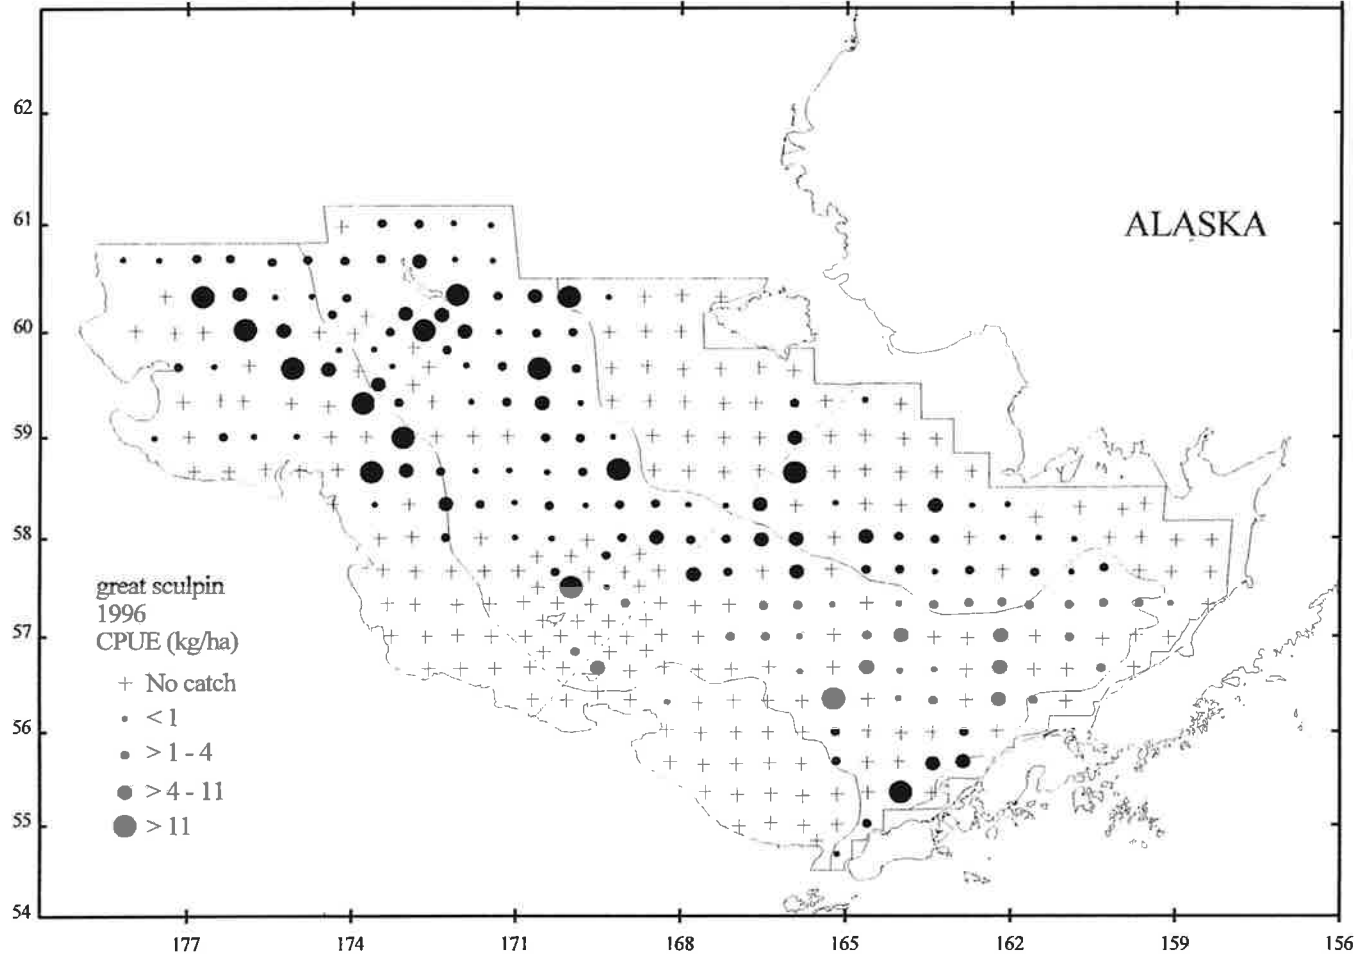 62
61
ALASKA
60
59
58
great sculpin
1996
57
CPUE (kg/ha)
No catch
< 1
56
> 1 - 4
> 4 - 11
55
> 11
54
177 174 171 168 165 162 159 156